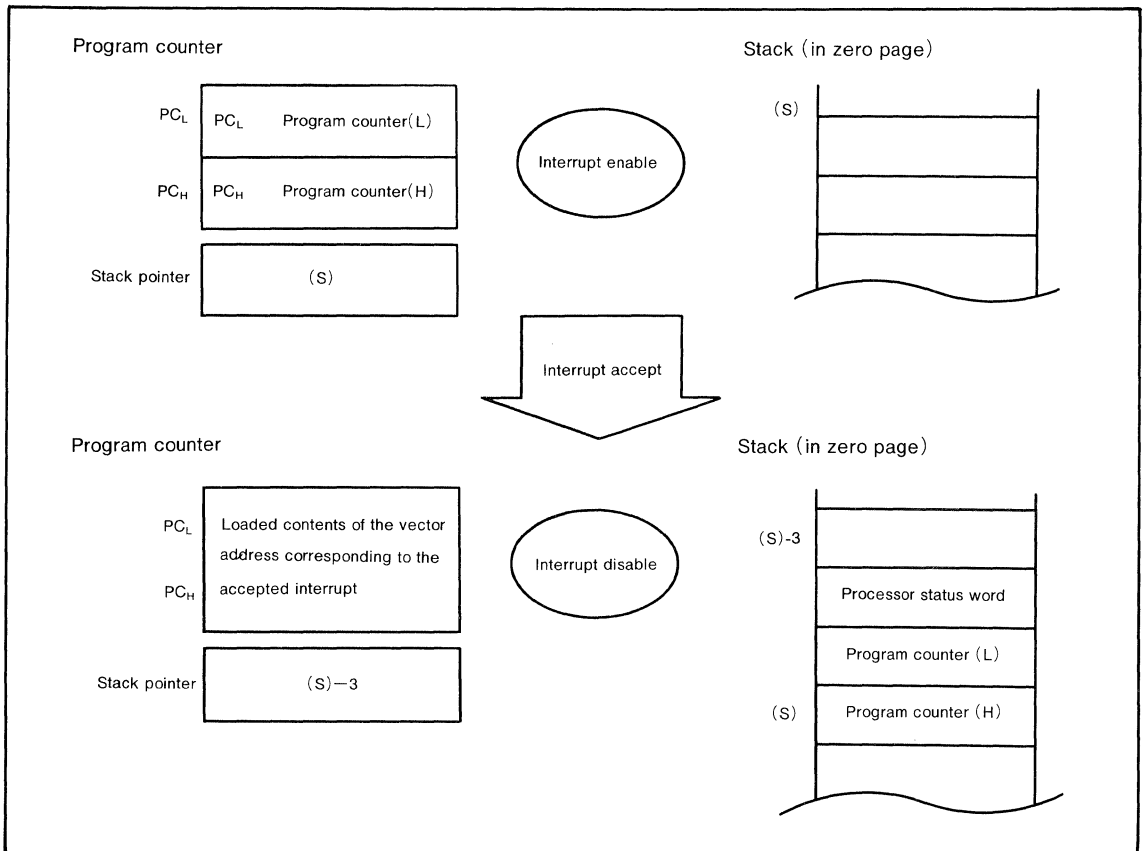 Program counter
Stack (in zero page)
PCL
PCL Program counter(L)
(S)
Interrupt enable
PCH
PCH Program counter(H)
Stack pointer
(S)
Interrupt accept
Program counter
Stack (in zero page)
PCL
Loaded contents of the vector
(S)-3
address corresponding to the
Interrupt disable
PCH
accepted interrupt
Processor status word
Program counter (L)
Stack pointer
(S)—3
(S)
Program counter (H)